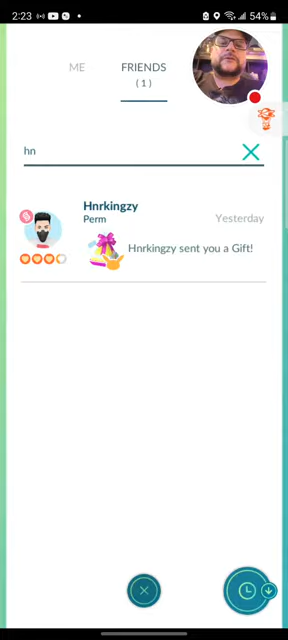 2:23
54%
ME
FRIENDS
( 1 )
hn
Hnrkingzy
Perm
Yesterday
Hnrkingzy sent you a Gift!